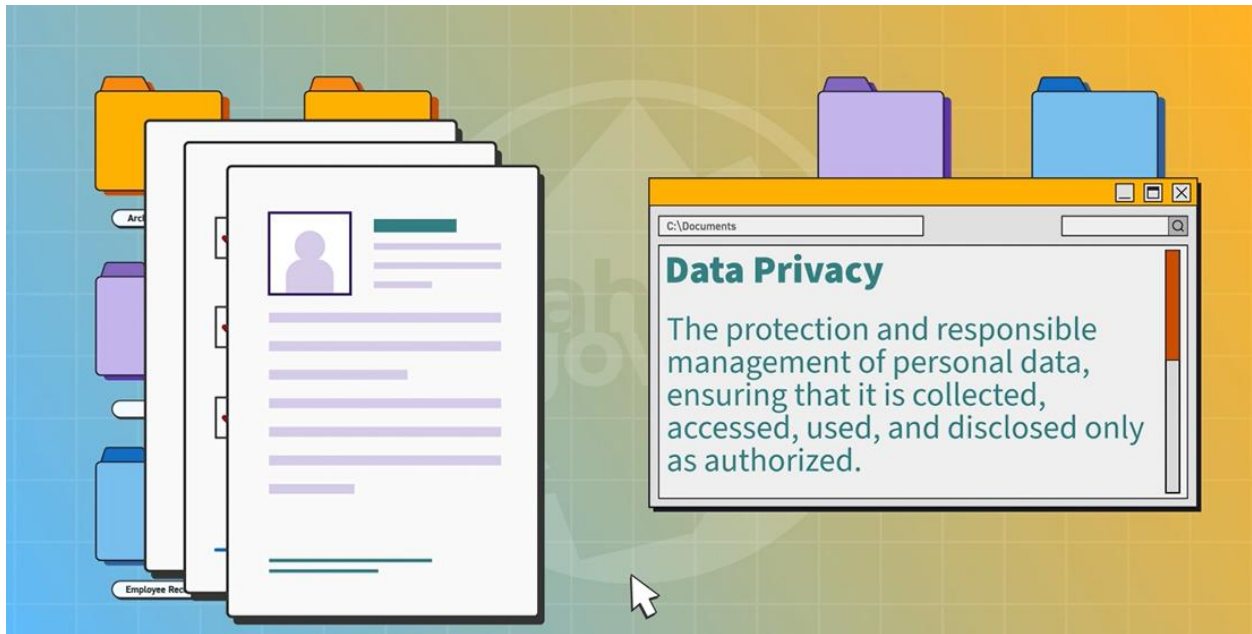 C:\Documents
Data Privacy
The protection and responsible
management of personal data,
ensuring that it is collected,
accessed, used, and disclosed only
as authorized.
Employee